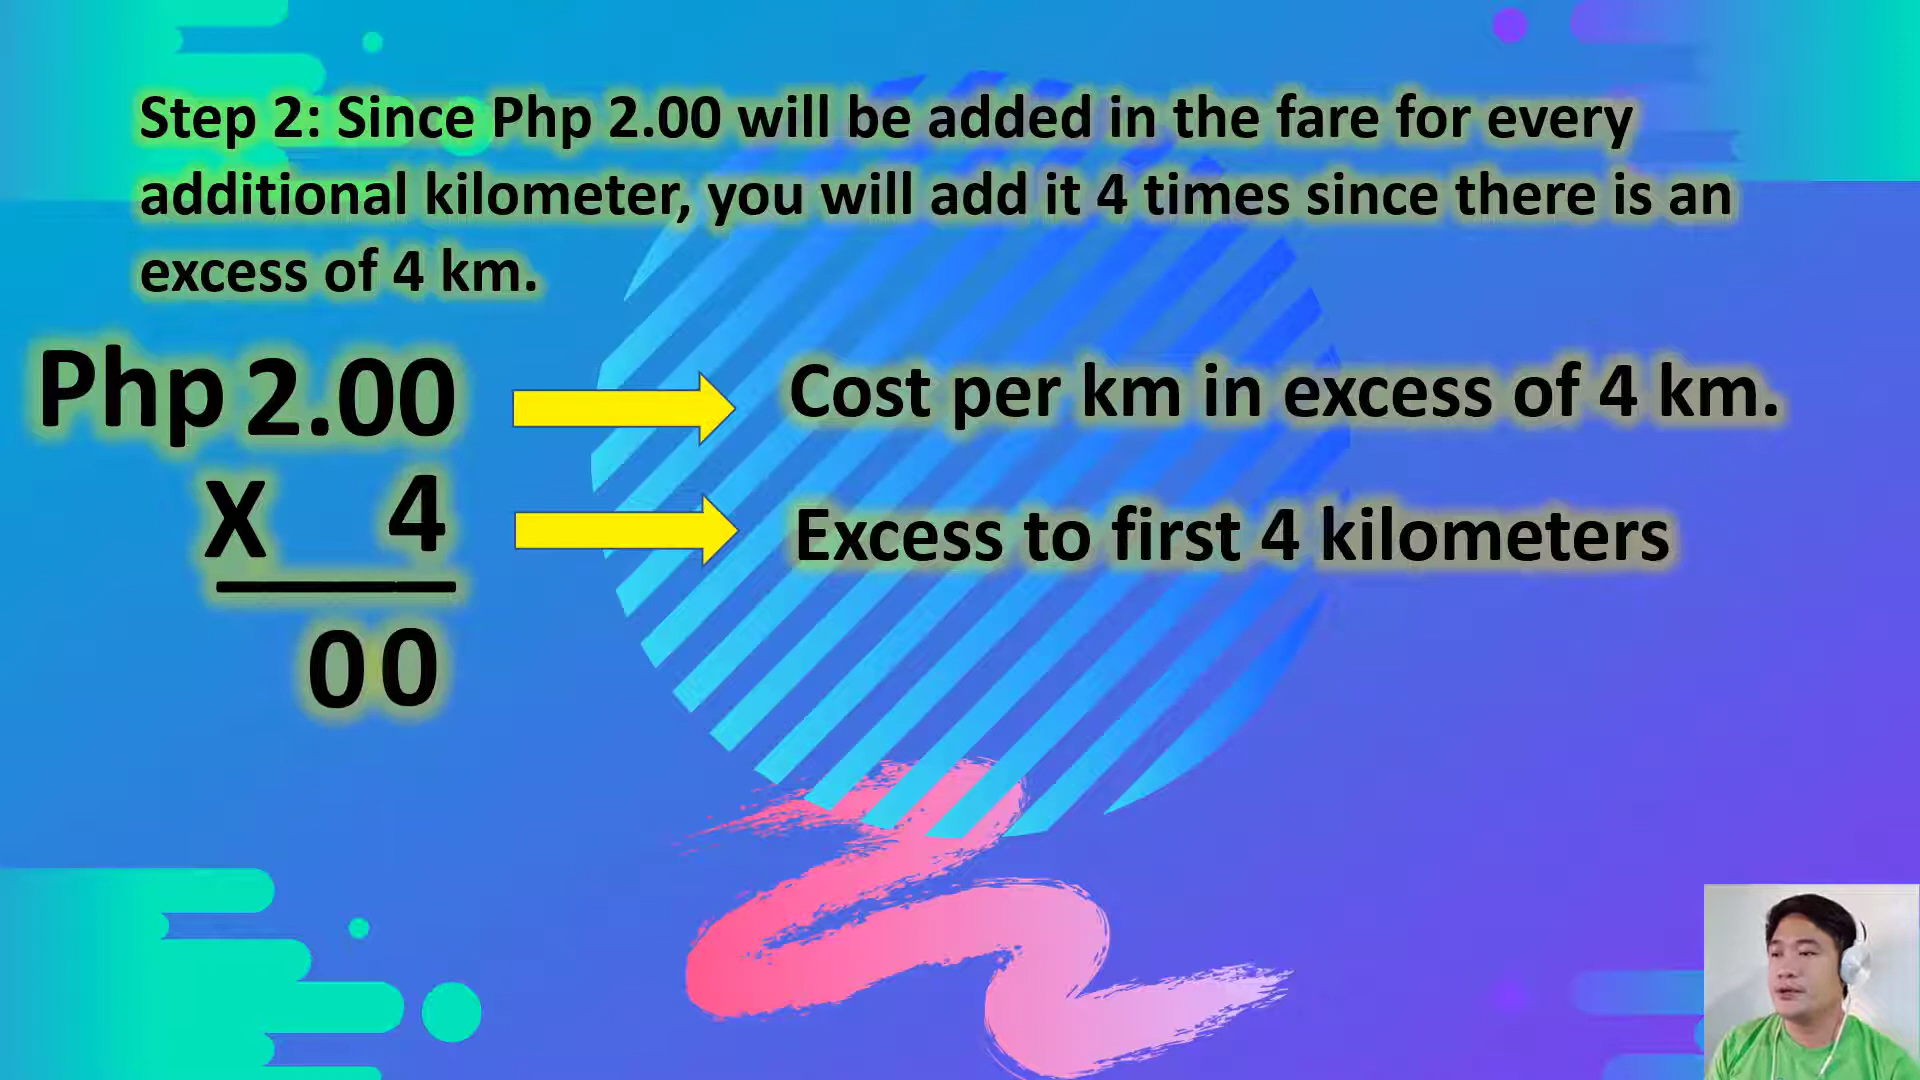 Step 2: Since Php 2.00 will be added in the fare for every
additional kilometer, you will add it 4 times since there is an
excess of 4 km.
Php 2.00
Cost per km in excess of 4 km.
X 4
Excess to first 4 kilometers
00